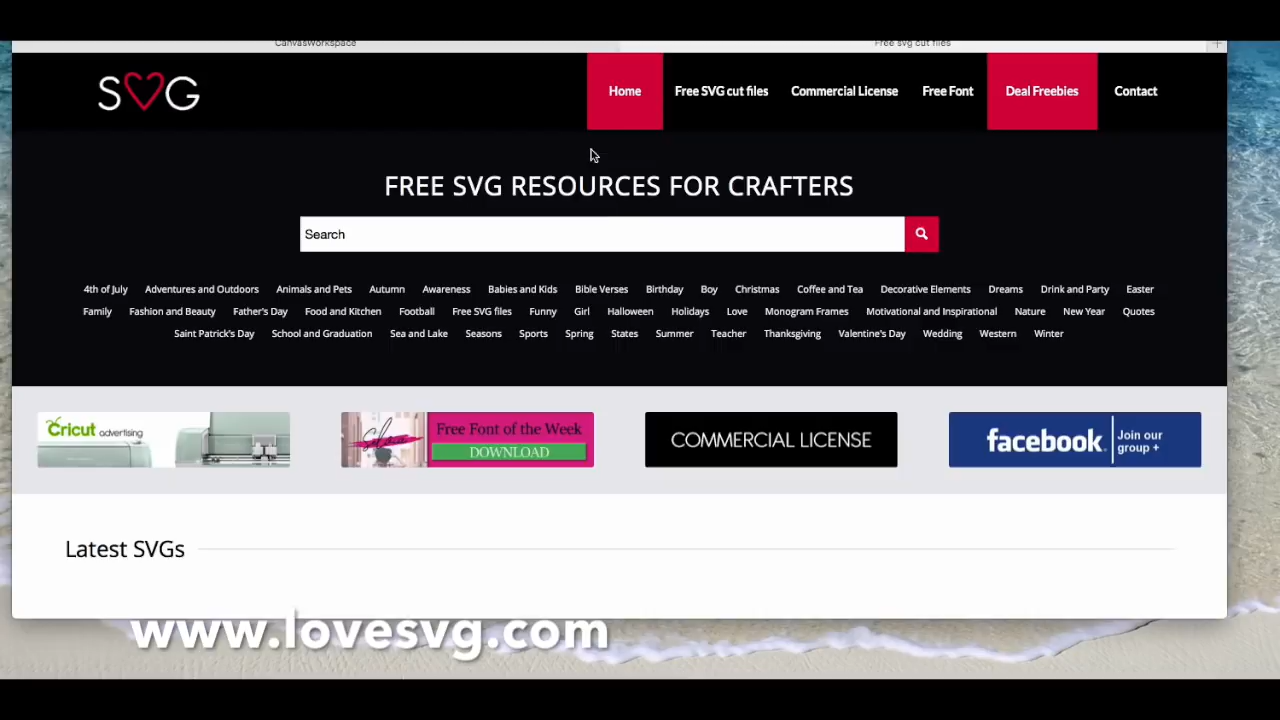 CanvasWorkspace
Free svg cut files
SVG
Home
Free SVG cut files
Commercial License
Free Font
Deal Freebies
Contact
FREE SVG RESOURCES FOR CRAFTERS
Search
4th of July Adventures and Outdoors Animals and Pets Autumn Awareness Babies and Kids Bible Verses Birthday Boy Christmas Coffee and Tea Decorative Elements Dreams Drink and Party Easter
Family Fashion and Beauty Father's Day Food and Kitchen Football Free SVG files Funny Girl Halloween Holidays Love Monogram Frames Motivational and Inspirational Nature New Year Quotes
Saint Patrick's Day School and Graduation Sea and Lake Seasons Sports Spring States Summer Teacher Thanksgiving Valentine's Day Wedding Western Winter
Cricut advertising
Free Font of the Week
DOWNLOAD
COMMERCIAL LICENSE
facebook. Join our
group +
Latest SVGs
www.lovesvg.com